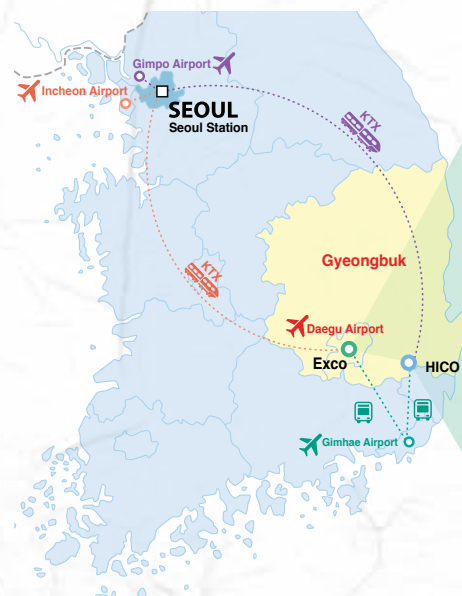 Gimpo Airport
Incheon Airport
SEOUL
Seoul Station
KTX
Gyeongbuk
KTX
Daegu Airport
Exco
HICO
Gimhae Airport